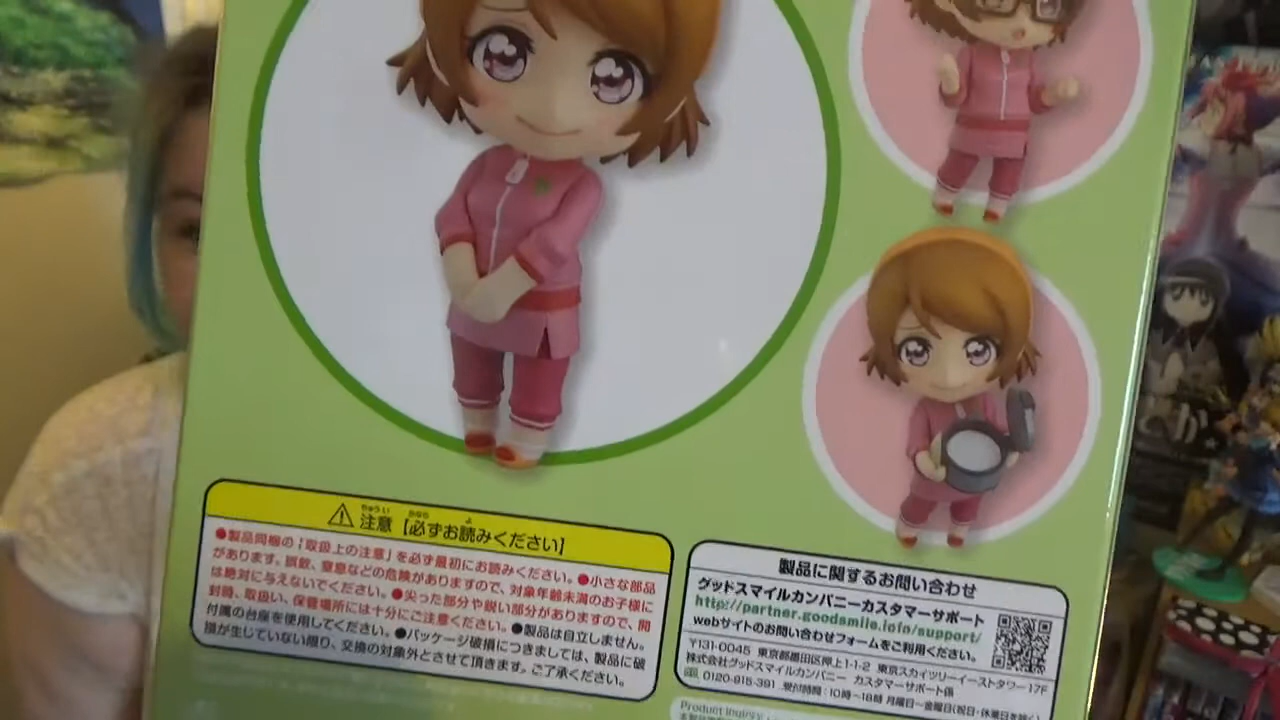 注意【必ずお読みください】
●製品同梱の「取扱上の注意」を必ず最初にお読みください。●小さな部品
があります。誤飲、窒息などの危険がありますので、対象年齢未満のお子様に
は絶対に与えないでください。●尖った部分や鋭い部分がありますので、開
封時、取扱い、保管場所には十分にご注意ください。●製品は自立しません。
付属の台座を使用してください。●パッケージ破損につきましては、製品に破
損が生じていない限り、交換の対象外とさせて頂きます。ご了承ください。
製品に関するお問い合わせ
グッドスマイルカンパニーカスタマーサポート
http://partner.goodsmile.info/support/
webサイトのお問い合わせフォームをご利用ください。
〒131-0045 東京都墨田区押上1-1-2 東京スカイツリーイーストタワー17F
株式会社グッドスマイルカンパニー カスタマーサポート係
0120-915-391 受付時間:10時〜18時 月曜日〜金曜日(祝日・休業日を除く)
Product Inquiry